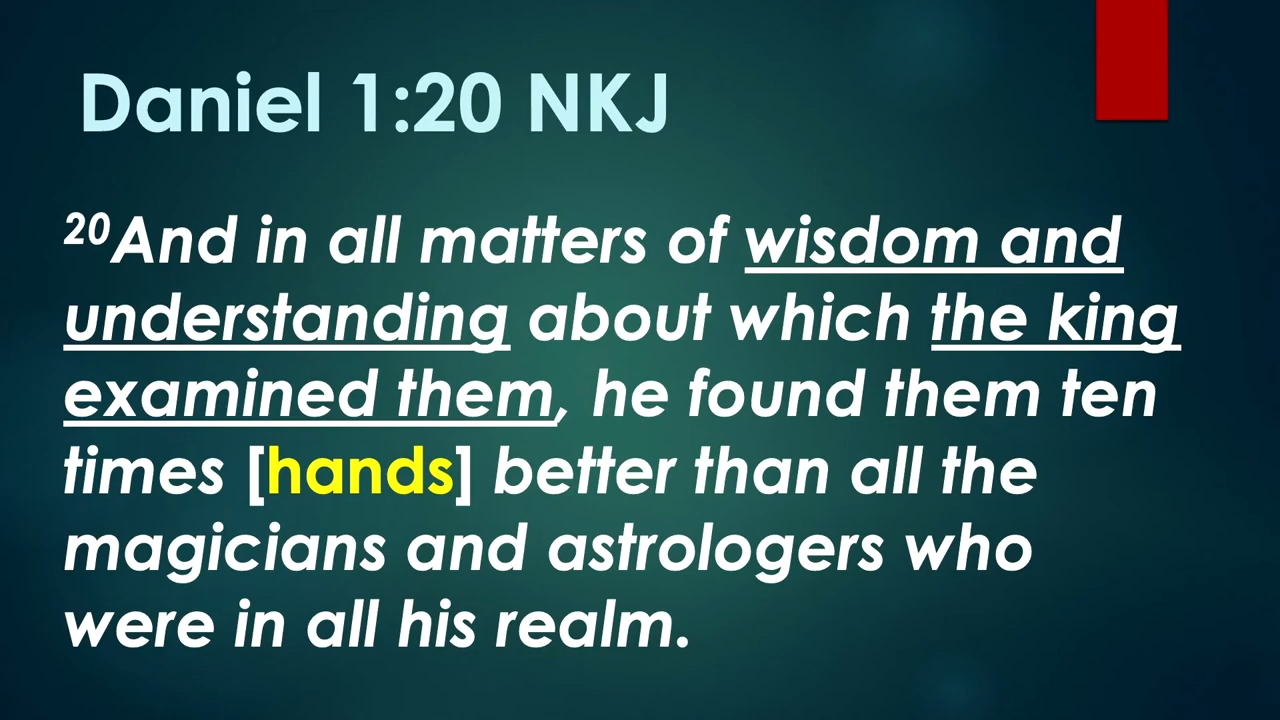 Daniel 1:20 NKJ
20And in all matters of wisdom and
understanding about which the king
examined them, he found them ten
times [hands] better than all the
magicians and astrologers who
were in all his realm.